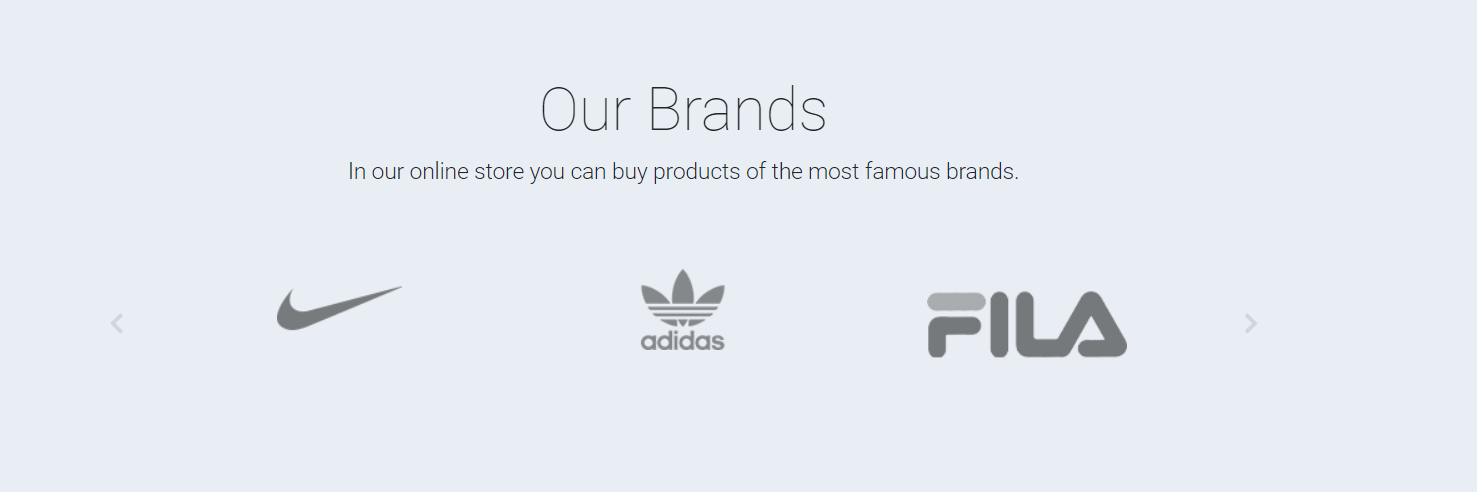 Our Brands
In our online store you can buy products of the most famous brands.
adidas
FILA